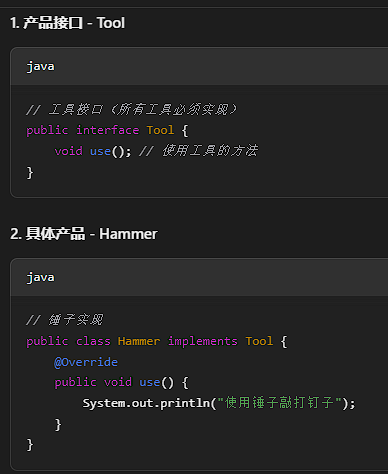 1. 产品接口 - Tool
java
// 工具接口（所有工具必须实现）
public interface Tool {
    void use(); // 使用工具的方法
}
2. 具体产品 - Hammer
java
// 锤子实现
public class Hammer implements Tool {
    @Override
    public void use() {
        System.out.println("使用锤子敲打钉子");
    }
}